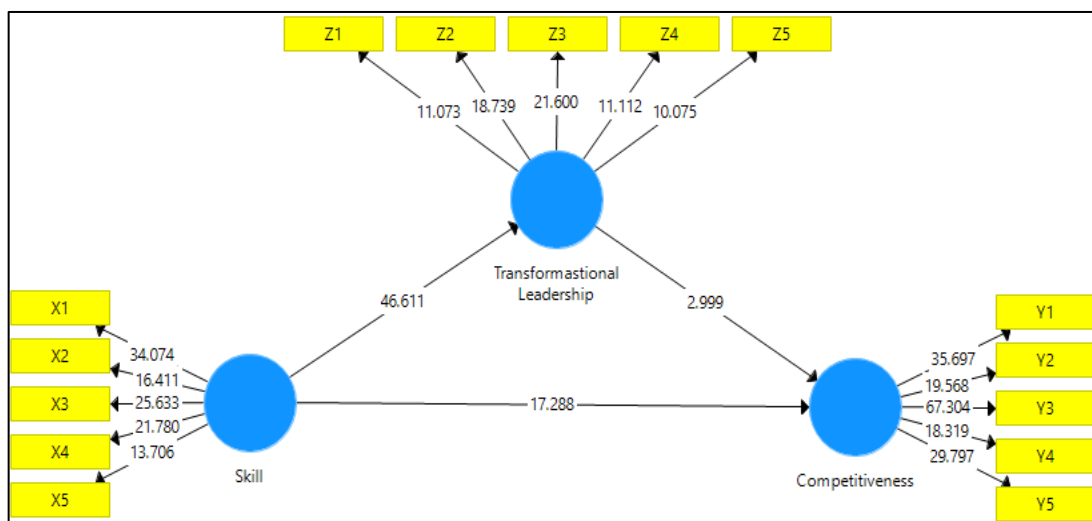 Z1
Z2
Z3
Z4
Z5
11.073
18.739
21.600
11.112
10.075
Transformastional
Leadership
46.611
2.999
X1
X2
X3
X4
X5
34.074
16.411
25.633
21.780
13.706
Skill
17.288
Y1
Y2
Y3
Y4
Y5
35.697
19.568
67.304
18.319
29.797
Competitiveness